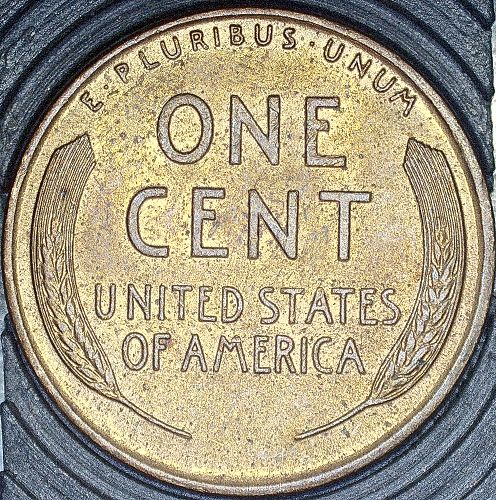 E·PLURIBUS·UNUM
ONE
CENT
UNITED STATES
OF AMERICA